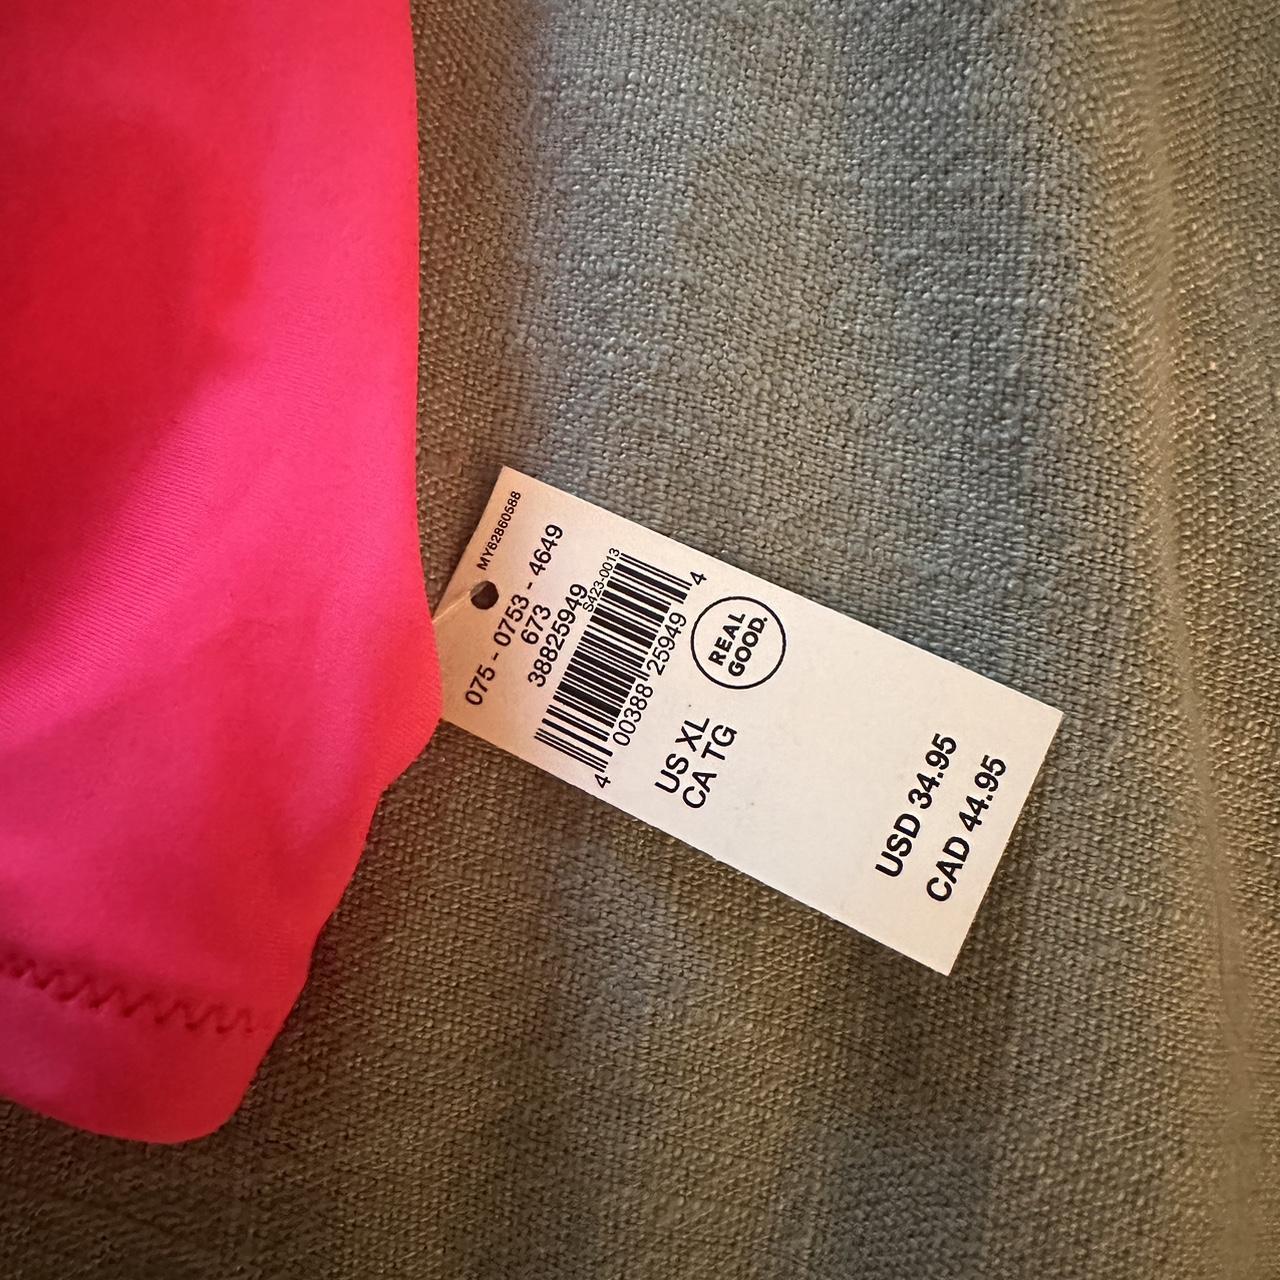 MY62860588
075 - 0753 - 4649
673
38825949
S423-0013
4 00388 25949 4
REAL
GOOD.
US XL
CA TG
USD 34.95
CAD 44.95